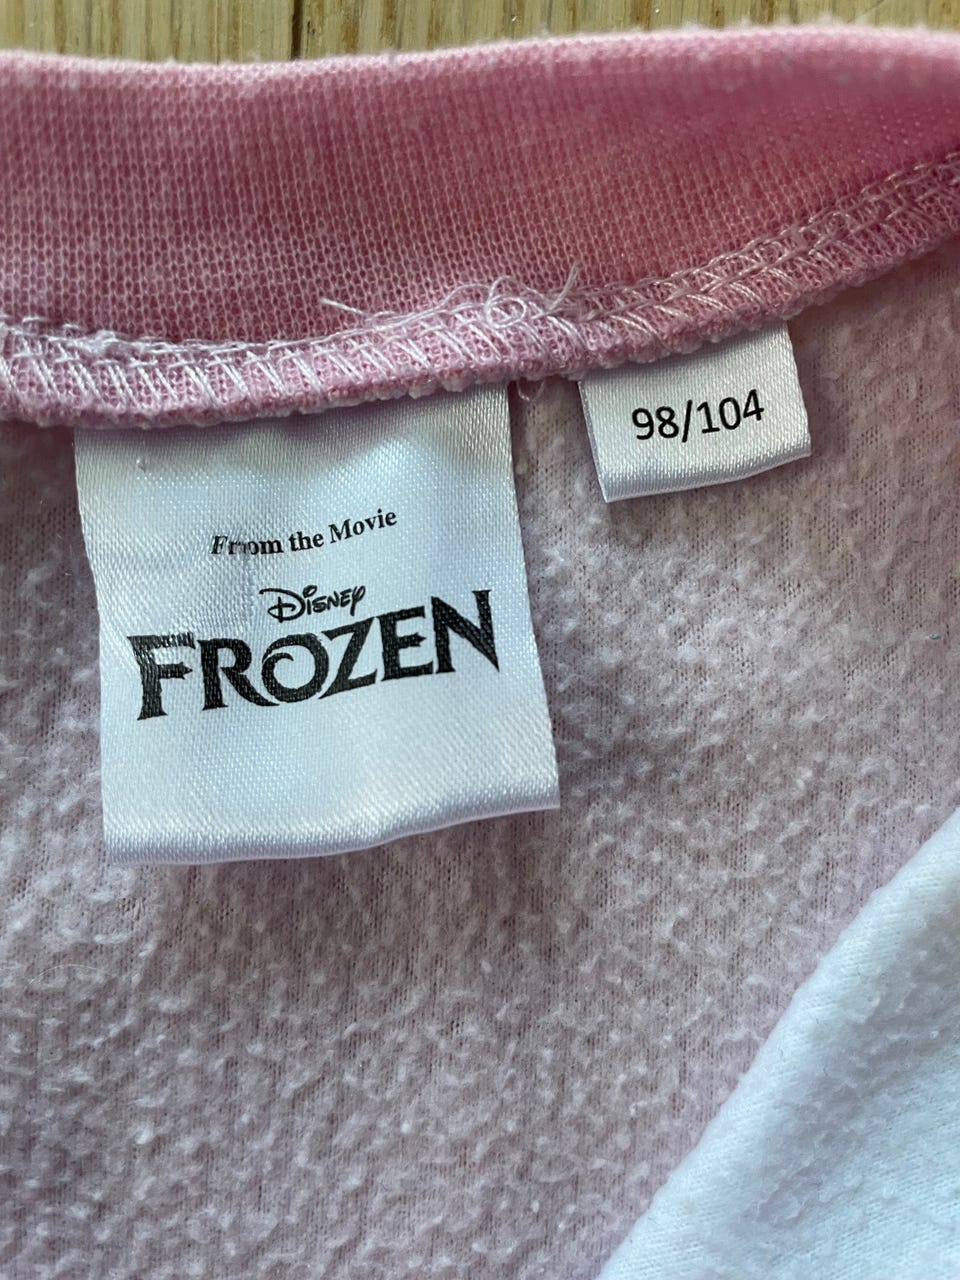 98/104
From the Movie
Disney
FROZEN